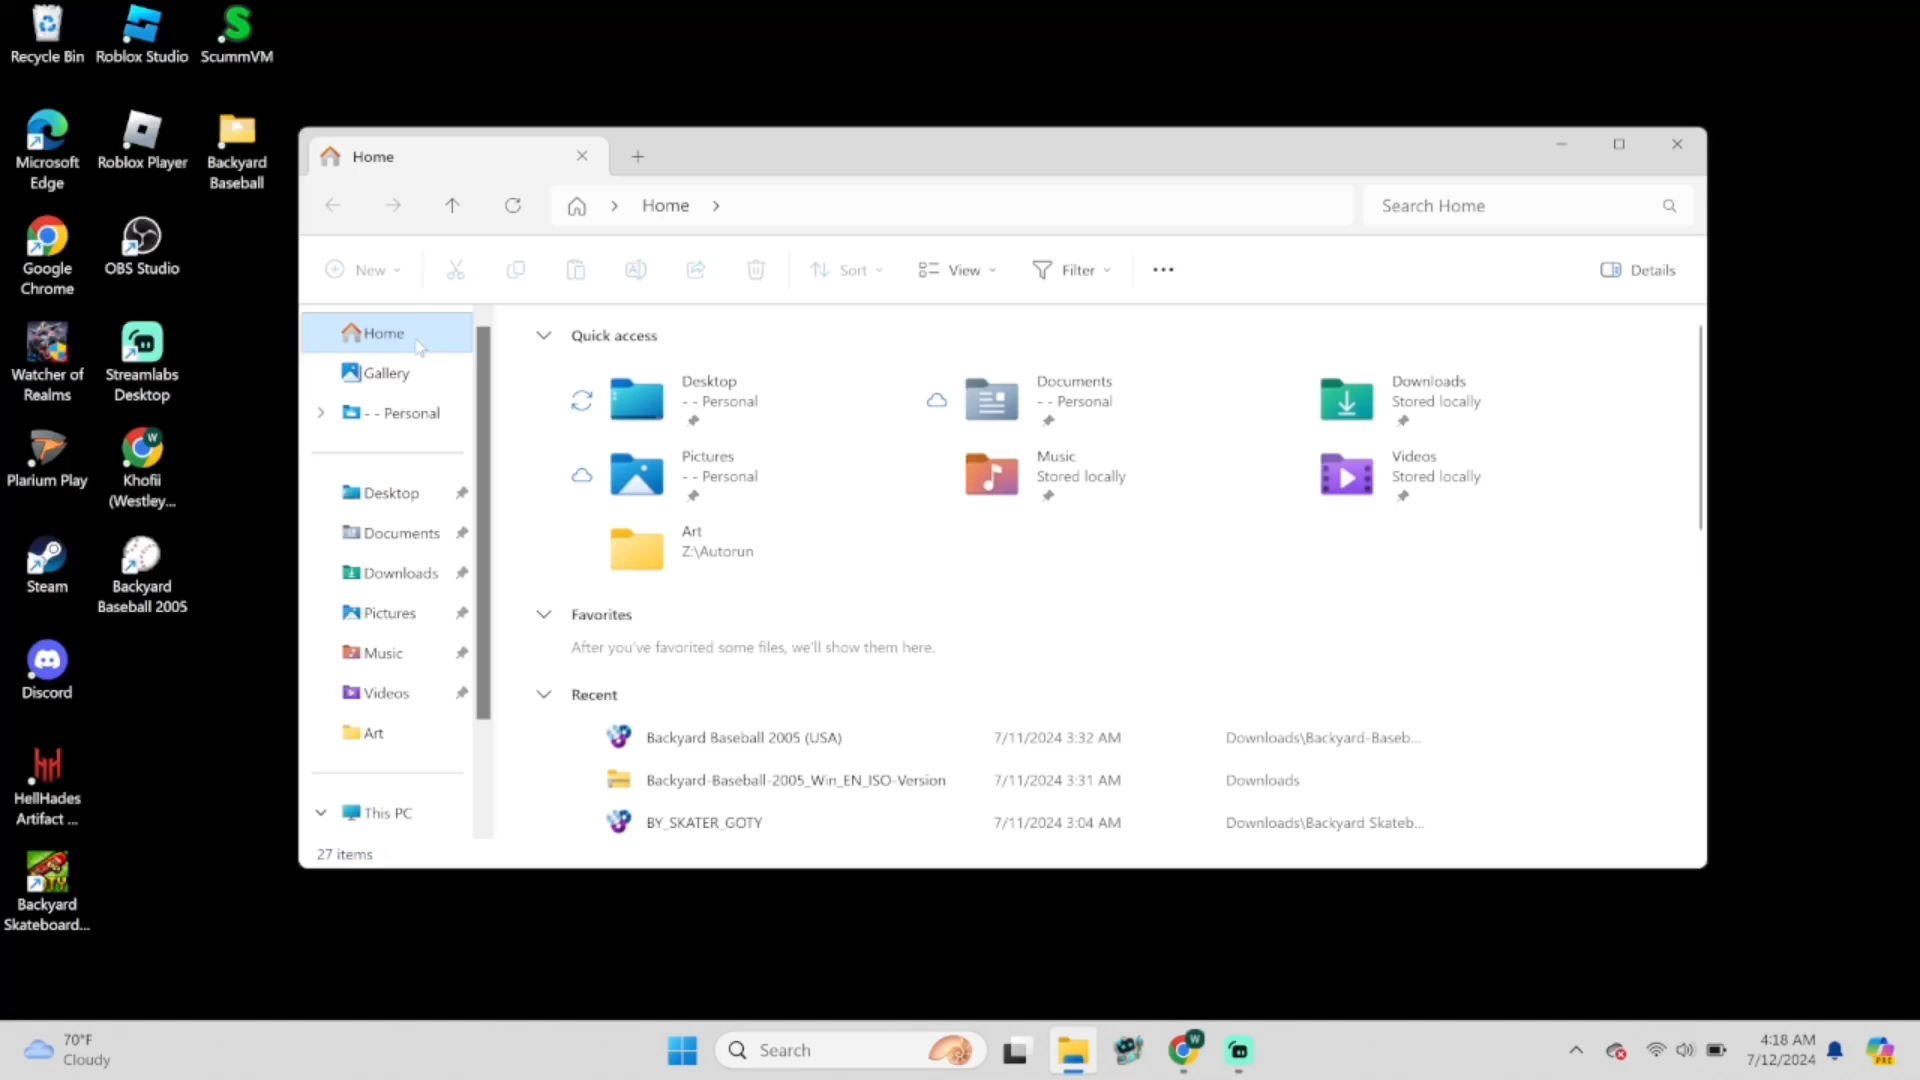 Recycle Bin
Roblox Studio
ScummVM
Microsoft
Edge
Roblox Player
Backyard
Baseball
Google
Chrome
OBS Studio
Watcher of
Realms
Streamlabs
Desktop
Plarium Play
Khofii
(Westley...
Steam
Backyard
Baseball 2005
Discord
HellHades
Artifact ...
Backyard
Skateboard...
Home
Home
Search Home
New
Sort
View
Filter
Details
Home
Gallery
- - Personal
Desktop
Documents
Downloads
Pictures
Music
Videos
Art
This PC
27 items
Quick access
Desktop
- - Personal
Documents
- - Personal
Downloads
Stored locally
Pictures
- - Personal
Music
Stored locally
Videos
Stored locally
Art
Z:\Autorun
Favorites
After you've favorited some files, we'll show them here.
Recent
Backyard Baseball 2005 (USA) 7/11/2024 3:32 AM Downloads\Backyard-Baseb...
Backyard-Baseball-2005_Win_EN_ISO-Version 7/11/2024 3:31 AM Downloads
BY_SKATER_GOTY 7/11/2024 3:04 AM Downloads\Backyard Skateb...
70°F
Cloudy
Search
W
4:18 AM
7/12/2024
PRE